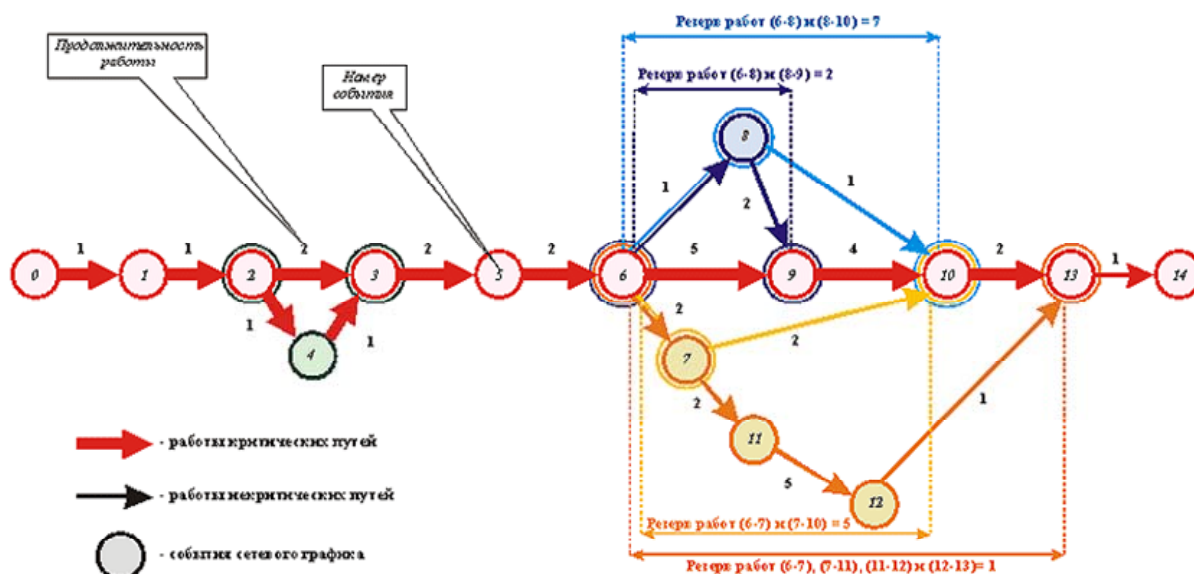 Резерв работ (6-8) и (8-10) = 7
Продолжительность
работы
Номер
события
Резерв работ (6-8) и (8-9) = 2
8
1 2 1
1 1 2 2 2 5 4 2 1
0 1 2 3 5 6 9 10 13 14
1 4 1
2 7 2
2 11 5 12 1
- работы критических путей
- работы некритических путей
- события сетевого графика
Резерв работ (6-7) и (7-10) = 5
Резерв работ (6-7), (7-11), (11-12) и (12-13)= 1